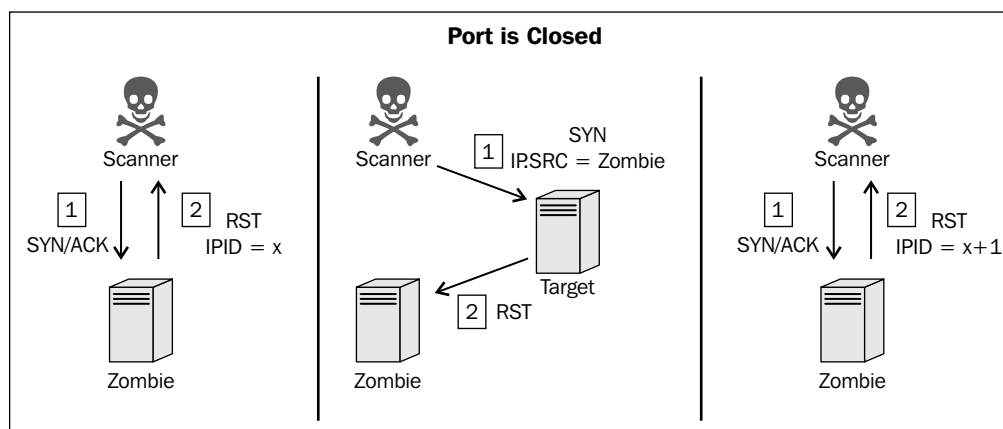 Port is Closed
Scanner
1
SYN/ACK
2
RST
IPID = x
Zombie
Scanner
1
SYN
IP.SRC = Zombie
Target
2
RST
Zombie
Scanner
1
SYN/ACK
2
RST
IPID = x+1
Zombie